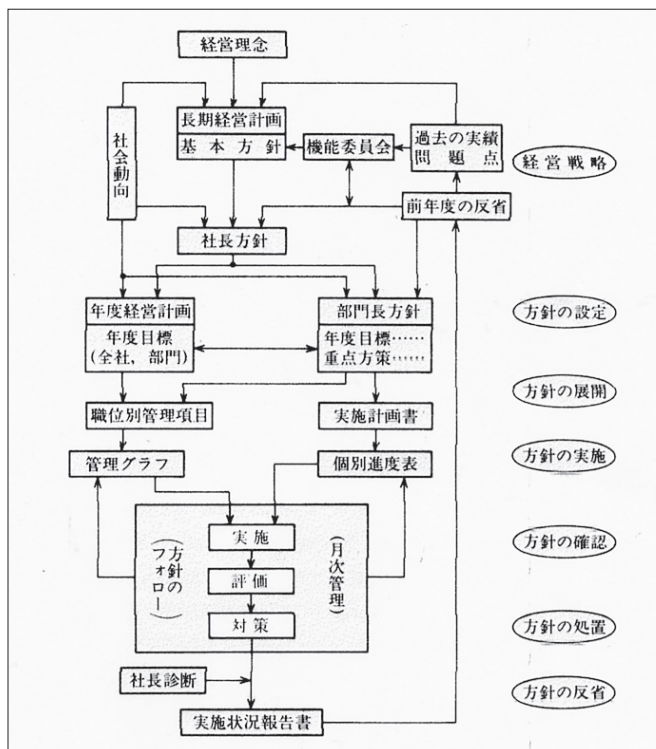 経営理念
長期経営計画
基本方針
社会動向
機能委員会
過去の実績
問題点
経営戦略
前年度の反省
社長方針
年度経営計画
年度目標
(全社，部門)
部門長方針
年度目標……
重点方策……
方針の設定
職位別管理項目
実施計画書
方針の展開
管理グラフ
個別進度表
方針の実施
(方針の
フォロー)
実施
評価
対策
(月次管理)
方針の確認
方針の処置
社長診断
実施状況報告書
方針の反省